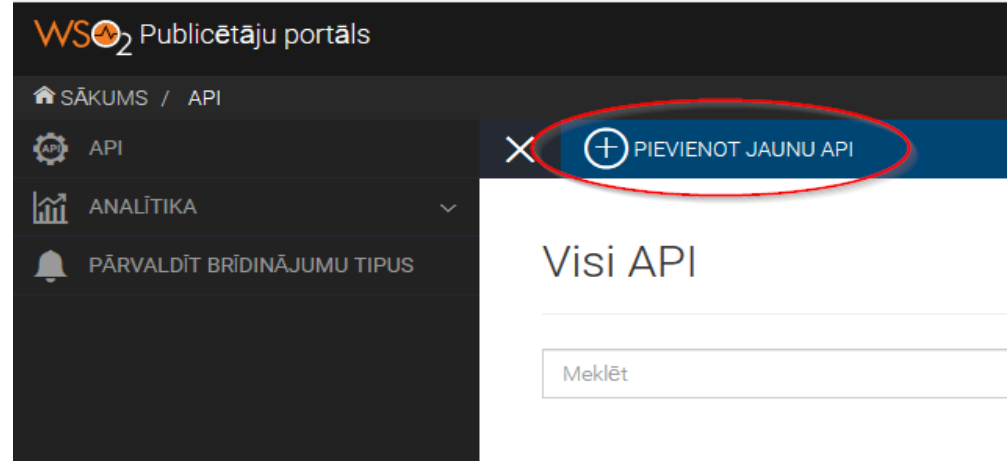 WSO2 Publicētāju portāls
SĀKUMS / API
API
PIEVIENOT JAUNU API
ANALĪTIKA
PĀRVALDĪT BRĪDINĀJUMU TIPUS
Visi API
Meklēt